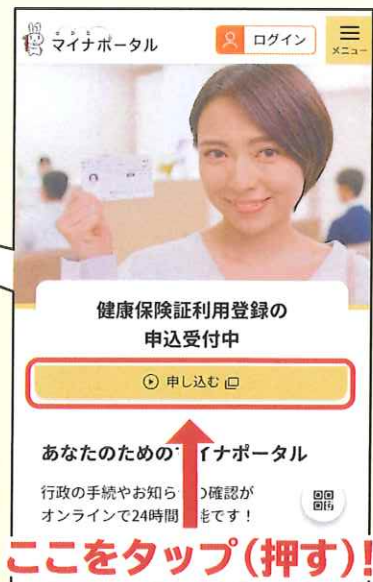 マイナポータル
ログイン
メニュー
健康保険証利用登録の
申込受付中
申し込む
あなたのための イナポータル
行政の手続やお知ら の確認が
オンラインで24時間 能です！
ここをタップ(押す)!